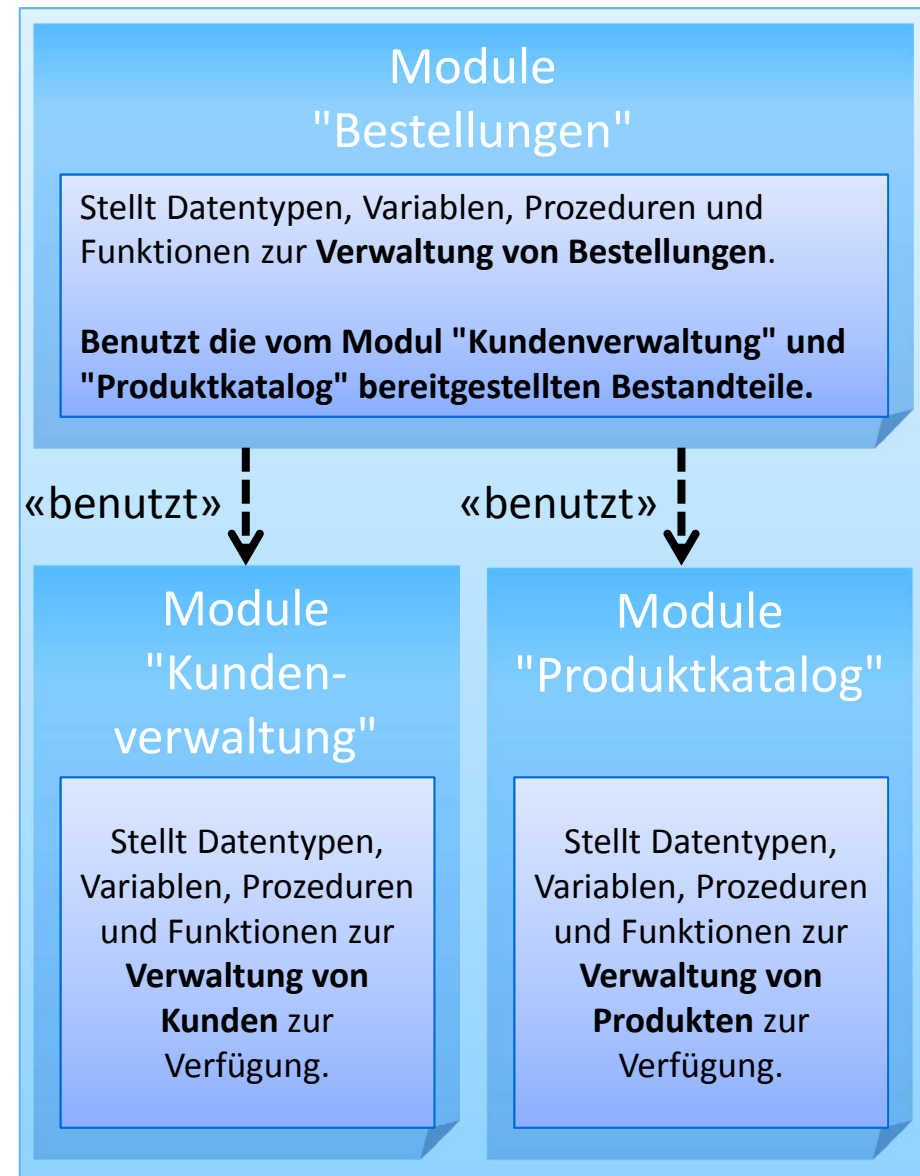 Module
"Bestellungen"
Stellt Datentypen, Variablen, Prozeduren und
Funktionen zur Verwaltung von Bestellungen.
Benutzt die vom Modul "Kundenverwaltung" und
"Produktkatalog" bereitgestellten Bestandteile.
«benutzt»
«benutzt»
Module
"Kunden-
verwaltung"
Stellt Datentypen,
Variablen, Prozeduren
und Funktionen zur
Verwaltung von
Kunden zur
Verfügung.
Module
"Produktkatalog"
Stellt Datentypen,
Variablen, Prozeduren
und Funktionen zur
Verwaltung von
Produkten zur
Verfügung.